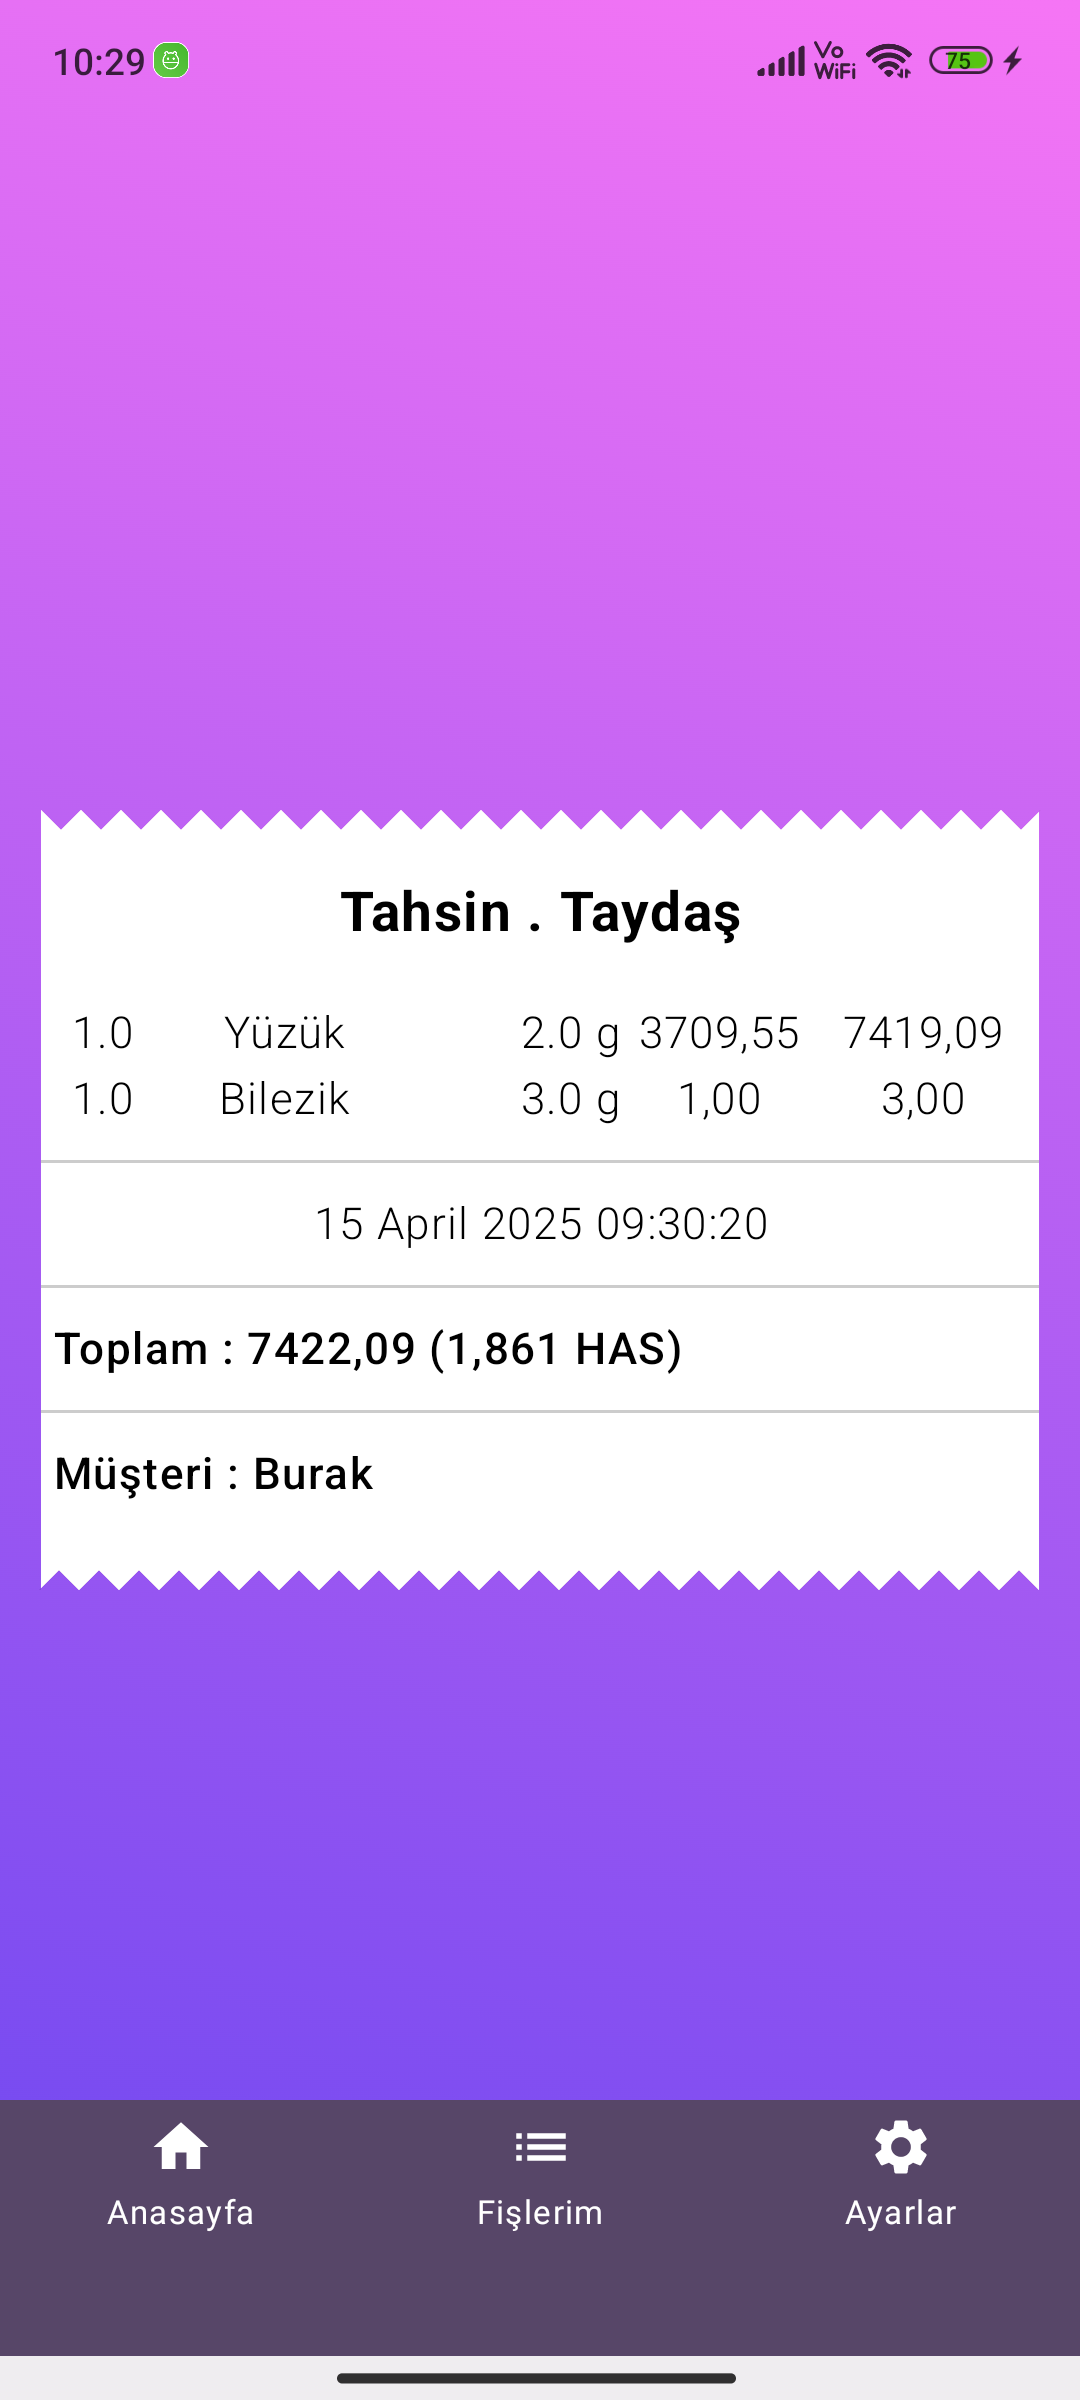 10:29
Vo
WiFi
75
Tahsin . Taydaş
1.0 Yüzük 2.0 g 3709,55 7419,09
1.0 Bilezik 3.0 g 1,00 3,00
15 April 2025 09:30:20
Toplam : 7422,09 (1,861 HAS)
Müşteri : Burak
Anasayfa Fişlerim Ayarlar